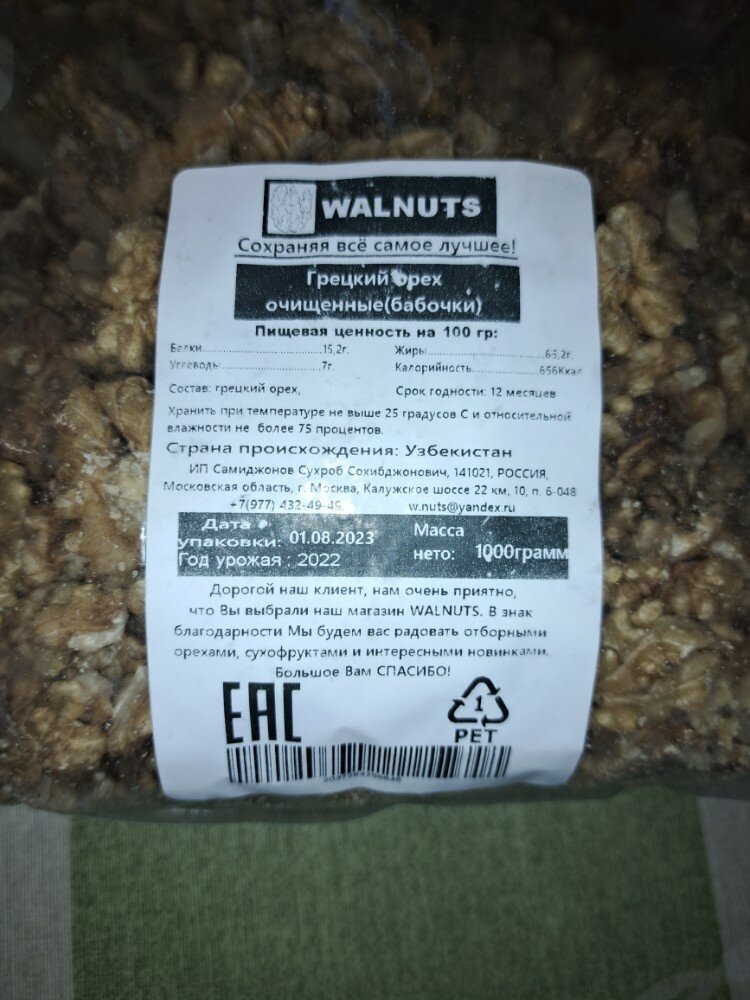 WALNUTS
Сохраняя всё самое лучшее!
Грецкий орех
очищенные(бабочки)
Пищевая ценность на 100 гр:
Белки..................15,2г. Жиры....................65,2г.
Углеводы..................7г. Калорийность..............656Ккал
Состав: грецкий орех, Срок годности: 12 месяцев
Хранить при температуре не выше 25 градусов С и относительной
влажности не более 75 процентов.
Страна происхождения: Узбекистан
ИП Самиджонов Сухроб Сохибджонович, 141021, РОССИЯ,
Московская область, г. Москва, Калужское шоссе 22 км, 10, п. 6-048
+7(977) 432-49-49, w.nuts@yandex.ru
Дата упаковки: 01.08.2023 Масса нето: 1000грамм
Год урожая : 2022
Дорогой наш клиент, нам очень приятно,
что Вы выбрали наш магазин WALNUTS. В знак
благодарности Мы будем вас радовать отборными
орехами, сухофруктами и интересными новинками.
Большое Вам СПАСИБО!
EAC
1
PET